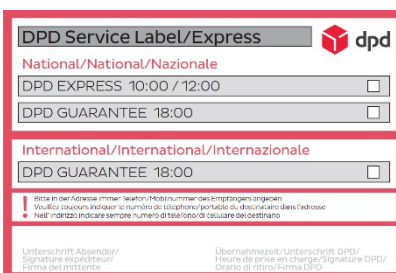 DPD Service Label/Express
dpd
National/National/Nazionale
DPD EXPRESS 10:00 / 12:00
DPD GUARANTEE 18:00
International/International/Internazionale
DPD GUARANTEE 18:00
! Bitte in der Adresse immer Telefon/Mobilnummer des Empfängers angeben
Veuillez toujours indiquer le numéro de téléphone/portable du destinataire dans l'adresse
Nell' indirizzo indicare sempre numero di telefono/di cellulare del destinario
Unterschrift Absender/
Signature expéditeur/
Firma del mittente
Übernahmezeit/Unterschrift DPD/
Heure de prise en charge/Signature DPD/
Orario di ritiro/Firma DPD